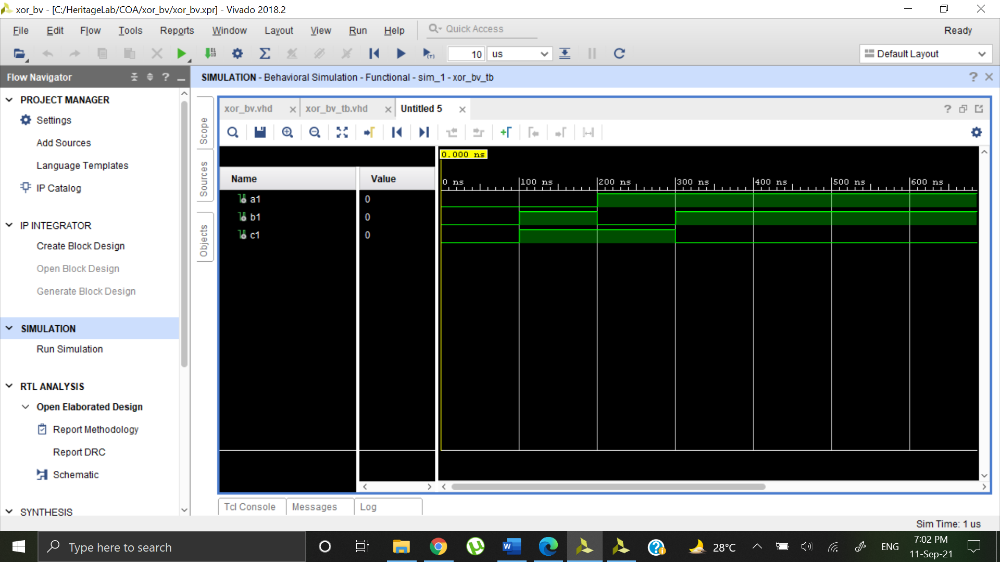 xor_bv - [C:/HeritageLab/COA/xor_bv/xor_bv.xpr] - Vivado 2018.2
File Edit Flow Tools Reports Window Layout View Run Help Quick Access Ready
10 us Default Layout
Flow Navigator
SIMULATION - Behavioral Simulation - Functional - sim_1 - xor_bv_tb
PROJECT MANAGER
Settings
Add Sources
Language Templates
IP Catalog
IP INTEGRATOR
Create Block Design
Open Block Design
Generate Block Design
SIMULATION
Run Simulation
RTL ANALYSIS
Open Elaborated Design
Report Methodology
Report DRC
Schematic
SYNTHESIS
Scope
Sources
Objects
xor_bv.vhd xor_bv_tb.vhd Untitled 5
0.000 ns
Name Value
0 ns 100 ns 200 ns 300 ns 400 ns 500 ns 600 ns
a1 0
b1 0
c1 0
Tcl Console Messages Log
Sim Time: 1 us
Type here to search
28°C
ENG
7:02 PM
11-Sep-21